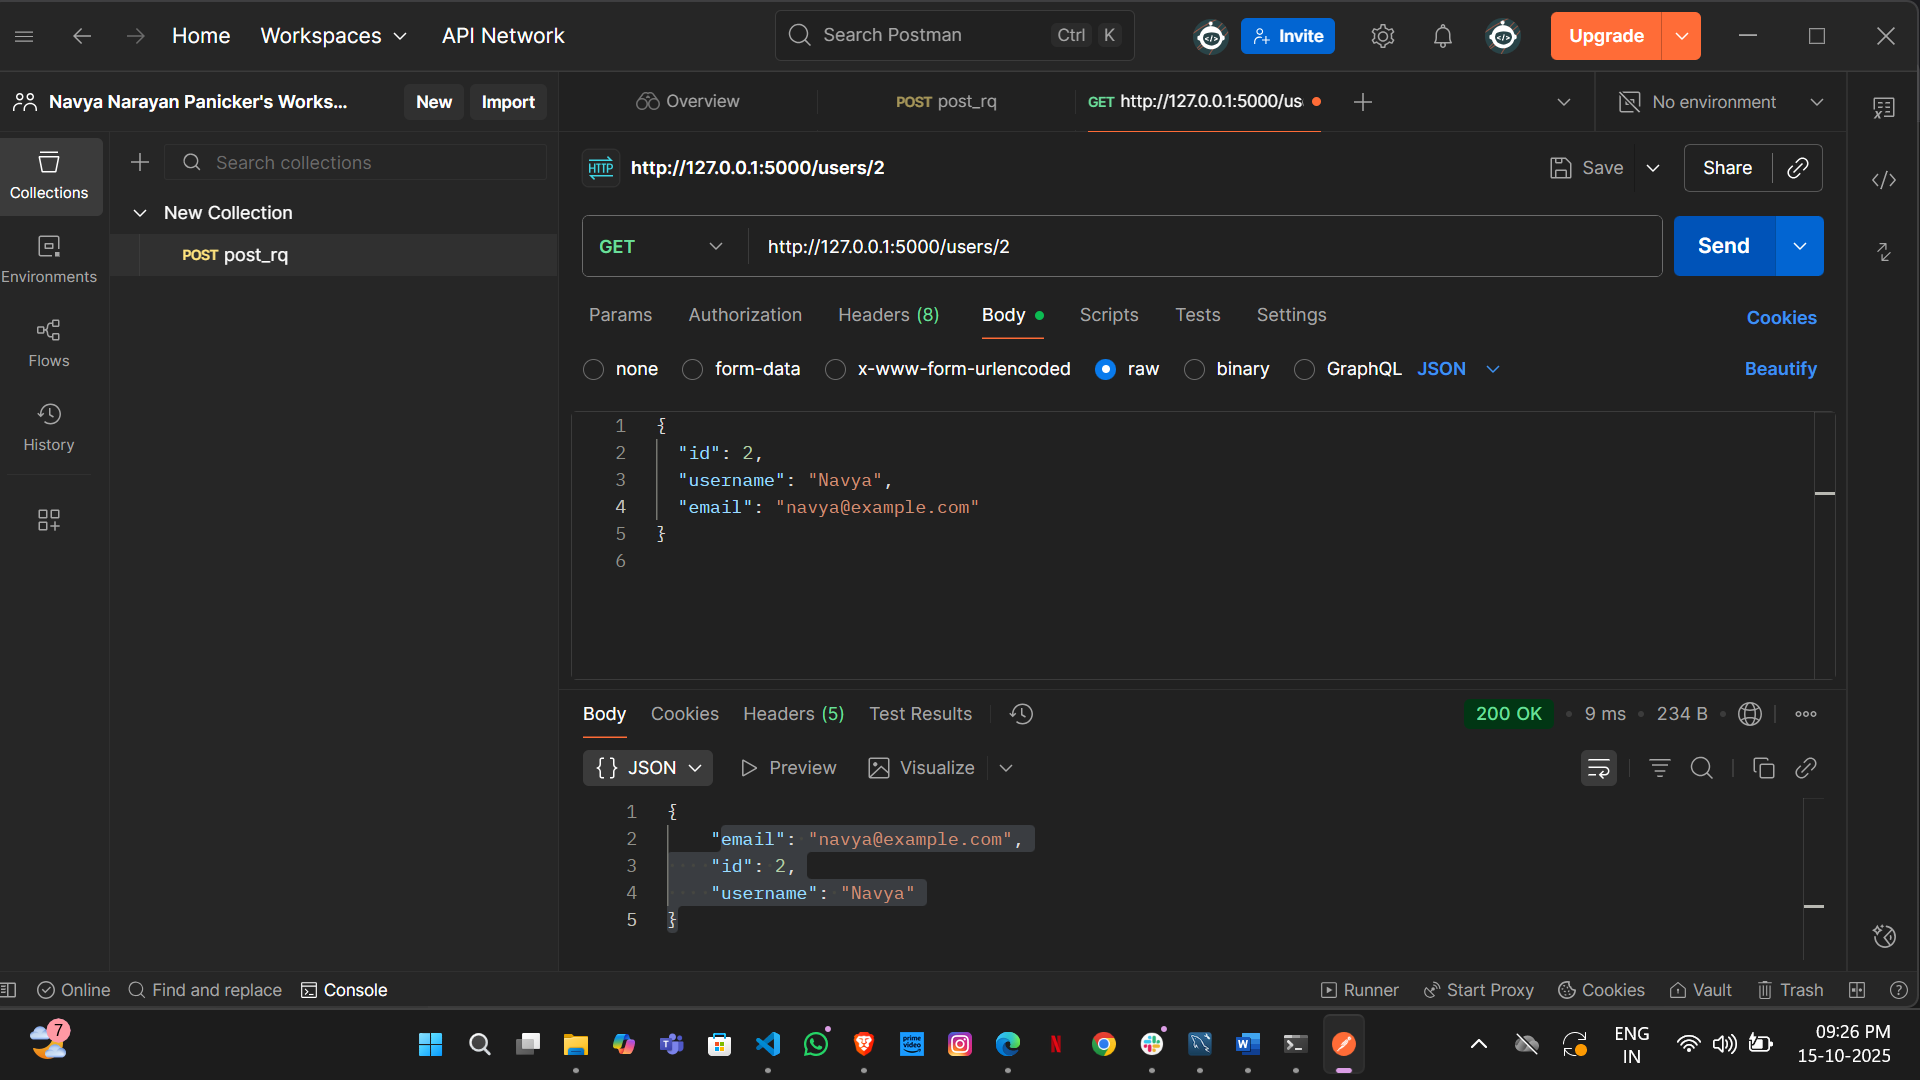 Home
Workspaces
API Network
Search Postman
Ctrl K
Invite
Upgrade
Navya Narayan Panicker's Works...
New
Import
Overview
POST post_rq
GET http://127.0.0.1:5000/us
No environment
Collections
Environments
Flows
History
Search collections
New Collection
POST post_rq
HTTP http://127.0.0.1:5000/users/2
Save
Share
GET
http://127.0.0.1:5000/users/2
Send
Params
Authorization
Headers (8)
Body
Scripts
Tests
Settings
Cookies
none
form-data
x-www-form-urlencoded
raw
binary
GraphQL
JSON
Beautify
1 {
2 "id": 2,
3 "username": "Navya",
4 "email": "navya@example.com"
5 }
6
Body
Cookies
Headers (5)
Test Results
200 OK
9 ms
234 B
{} JSON
Preview
Visualize
1 {
2 "email": "navya@example.com",
3 "id": 2,
4 "username": "Navya"
5 }
Online
Find and replace
Console
Runner
Start Proxy
Cookies
Vault
Trash
7
prime video
ENG
IN
09:26 PM
15-10-2025